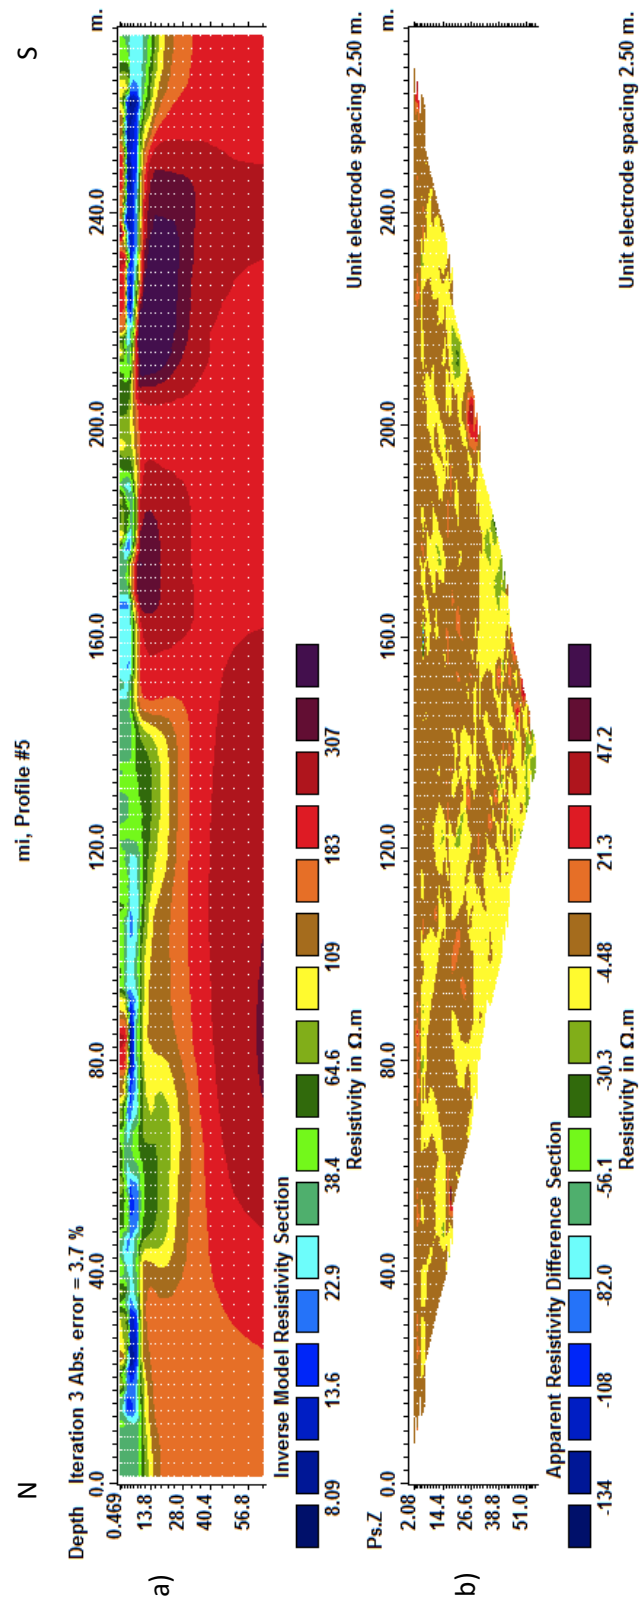 N S
mi, Profile #5
a)
Depth Iteration 3 Abs. error = 3.7 %
0.0 40.0 80.0 120.0 160.0 200.0 240.0 m.
0.469
13.8
28.0
40.4
56.8
Unit electrode spacing 2.50 m.
Inverse Model Resistivity Section
8.09 13.6 22.9 38.4 64.6 109 183 307
Resistivity in Ω.m
b)
Ps.Z
0.0 40.0 80.0 120.0 160.0 200.0 240.0 m.
2.08
14.4
26.6
38.8
51.0
Unit electrode spacing 2.50 m.
Apparent Resistivity Difference Section
-134 -108 -82.0 -56.1 -30.3 -4.48 21.3 47.2
Resistivity in Ω.m